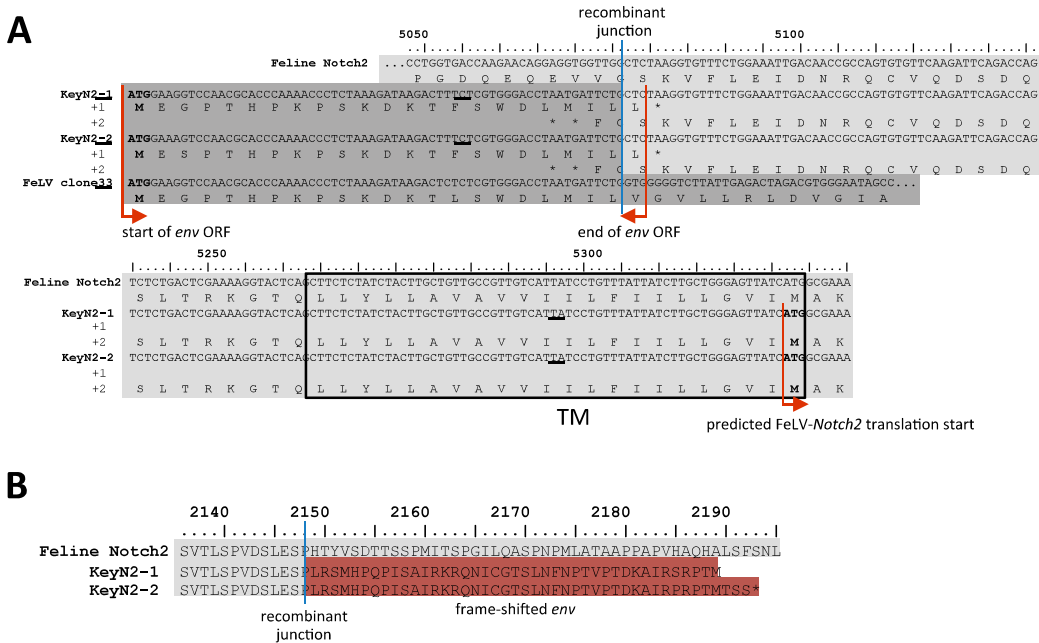 A
recombinant
junction
5050 5100
Feline Notch2 ...CCTGGTGACCAAGAACAGGAGGTGGTTGGCTCTAAGGTGTTTCTGGAAATTGACAACCGCCAGTGTGTTCAAGATTCAGACCAG
P G D Q E Q E V V G S K V F L E I D N R Q C V Q D S D Q
KeyN2-1 ATGGAAGGTCCAACGCACCCAAAACCCTCTAAAGATAAGACTTTCTCGTGGGACCTAATGATTCTGCTCTAAGGTGTTTCTGGAAATTGACAACCGCCAGTGTGTTCAAGATTCAGACCAG
+1 M E G P T H P K P S K D K T F S W D L M I L L *
+2 * * F C S K V F L E I D N R Q C V Q D S D Q
KeyN2-2 ATGGAAAGTCCAACGCACCCAAAACCCTCTAAAGATAAGACTTTCTCGTGGGACCTAATGATTCTGCTCTAAGGTGTTTCTGGAAATTGACAACCGCCAGTGTGTTCAAGATTCAGACCAG
+1 M E S P T H P K P S K D K T F S W D L M I L L *
+2 * * F C S K V F L E I D N R Q C V Q D S D Q
FeLV clone33 ATGGAAGGTCCAACGCACCCAAAACCCTCTAAAGATAAGACTCTCTCGTGGGACCTAATGATTCTGGTGGGGGTCTTATTGAGACTAGACGTGGGAATAGCC...
M E G P T H P K P S K D K T L S W D L M I L V G V L L R L D V G I A
start of env ORF end of env ORF
5250 5300
Feline Notch2 TCTCTGACTCGAAAAGGTACTCAGCTTCTCTATCTACTTGCTGTTGCCGTTGTCATTATCCTGTTTATTATCTTGCTGGGAGTTATCATGGCGAAA
S L T R K G T Q L L Y L L A V A V V I I L F I I L L G V I M A K
KeyN2-1 TCTCTGACTCGAAAAGGTACTCAGCTTCTCTATCTACTTGCTGTTGCCGTTGTCATTATCCTGTTTATTATCTTGCTGGGAGTTATCATGGCGAAA
+1
+2 S L T R K G T Q L L Y L L A V A V V I I L F I I L L G V I M A K
KeyN2-2 TCTCTGACTCGAAAAGGTACTCAGCTTCTCTATCTACTTGCTGTTGCCGTTGTCATTATCCTGTTTATTATCTTGCTGGGAGTTATCATGGCGAAA
+1
+2 S L T R K G T Q L L Y L L A V A V V I I L F I I L L G V I M A K
TM
predicted FeLV-Notch2 translation start
B
2140 2150 2160 2170 2180 2190
Feline Notch2 SVTLSPVDSLESPHTYVSDTTSSPMITSPGILQASPNPMLATAAPPAPVHAQHALSFSNL
KeyN2-1 SVTLSPVDSLESPLRSMHPQPISAIRKRQNICGTSLNFNPTVPTDKAIRSRPTM
KeyN2-2 SVTLSPVDSLESPLRSMHPQPISAIRKRQNICGTSLNFNPTVPTDKAIRPRPTMTSS*
recombinant
junction
frame-shifted env